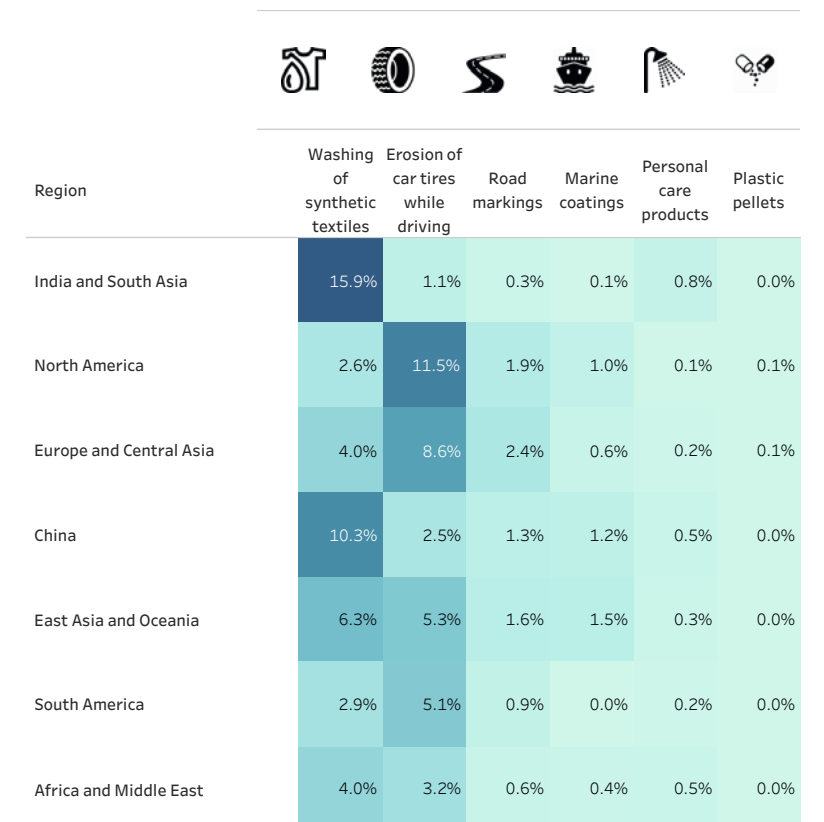 Region
Washing of synthetic textiles
Erosion of car tires while driving
Road markings
Marine coatings
Personal care products
Plastic pellets
India and South Asia 15.9% 1.1% 0.3% 0.1% 0.8% 0.0%
North America 2.6% 11.5% 1.9% 1.0% 0.1% 0.1%
Europe and Central Asia 4.0% 8.6% 2.4% 0.6% 0.2% 0.1%
China 10.3% 2.5% 1.3% 1.2% 0.5% 0.0%
East Asia and Oceania 6.3% 5.3% 1.6% 1.5% 0.3% 0.0%
South America 2.9% 5.1% 0.9% 0.0% 0.2% 0.0%
Africa and Middle East 4.0% 3.2% 0.6% 0.4% 0.5% 0.0%